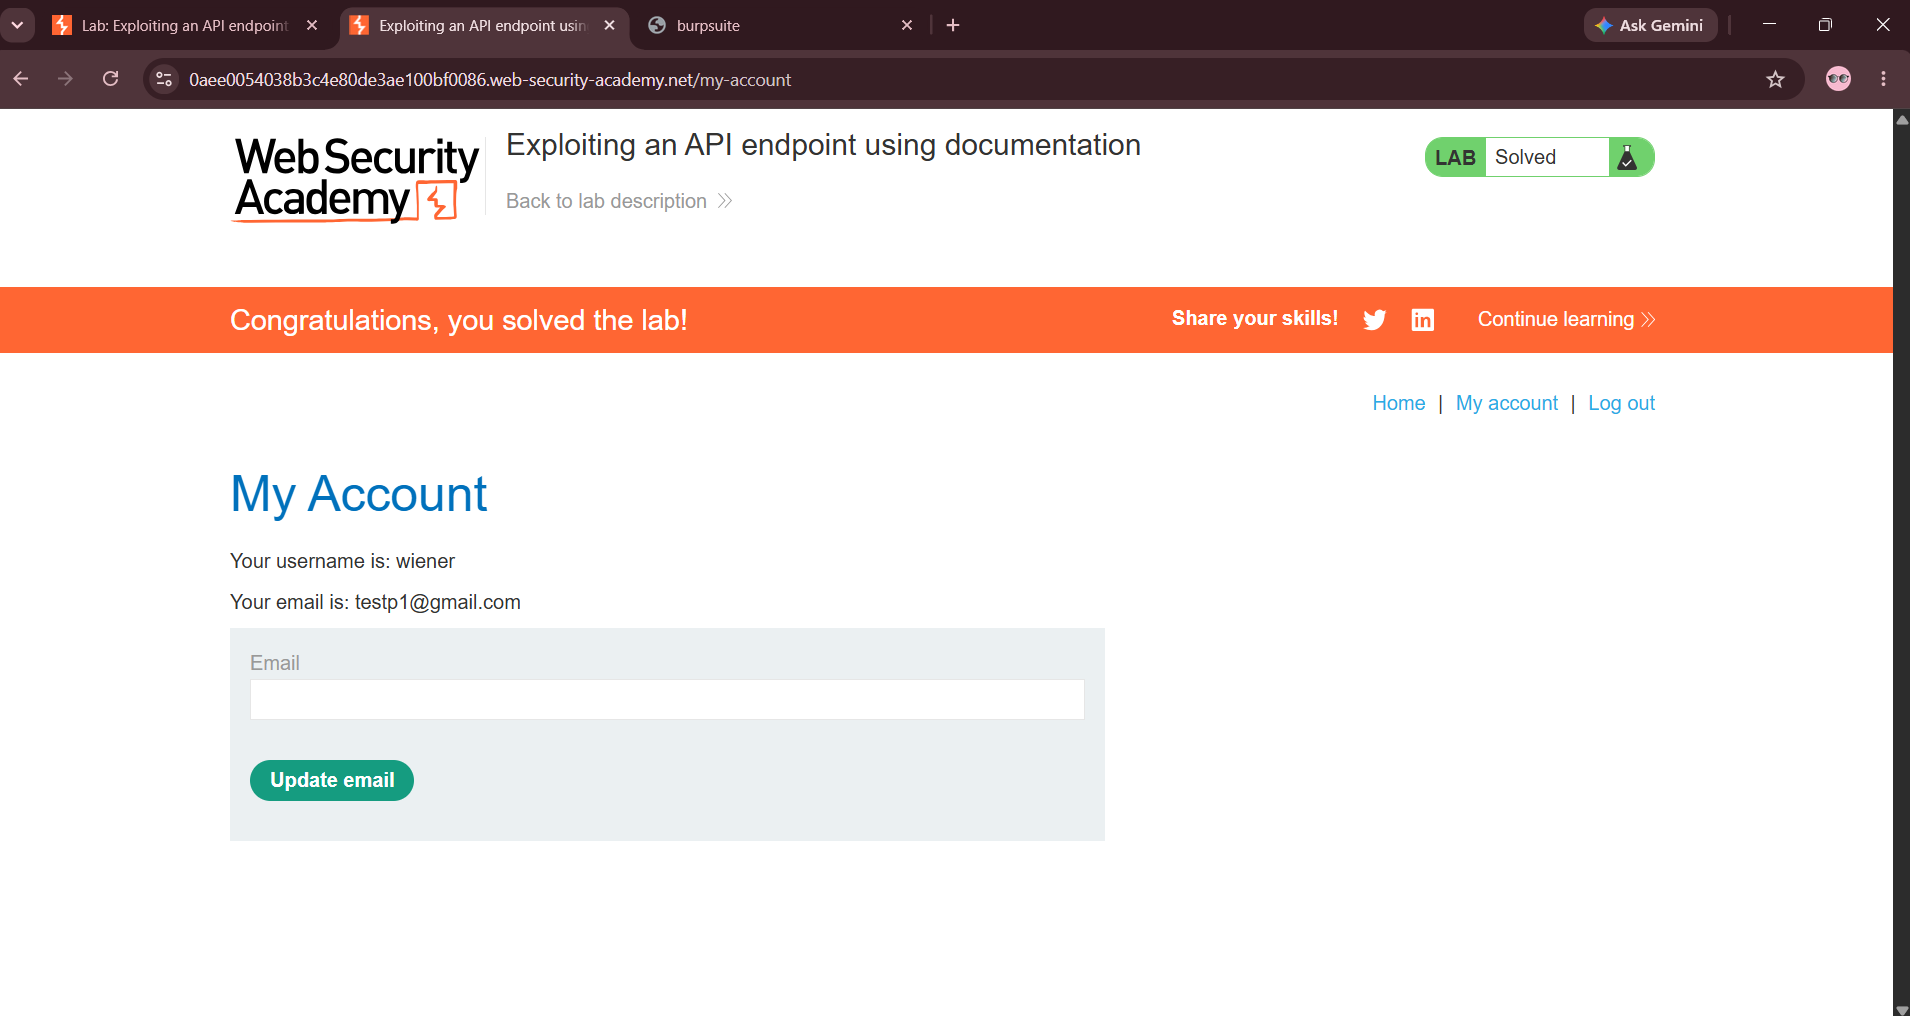 Lab: Exploiting an API endpoint
Exploiting an API endpoint usin
burpsuite
Ask Gemini
0aee0054038b3c4e80de3ae100bf0086.web-security-academy.net/my-account
Web Security
Academy
Exploiting an API endpoint using documentation
Back to lab description
LAB Solved
Congratulations, you solved the lab!
Share your skills!
Continue learning
Home | My account | Log out
My Account
Your username is: wiener
Your email is: testp1@gmail.com
Email
Update email